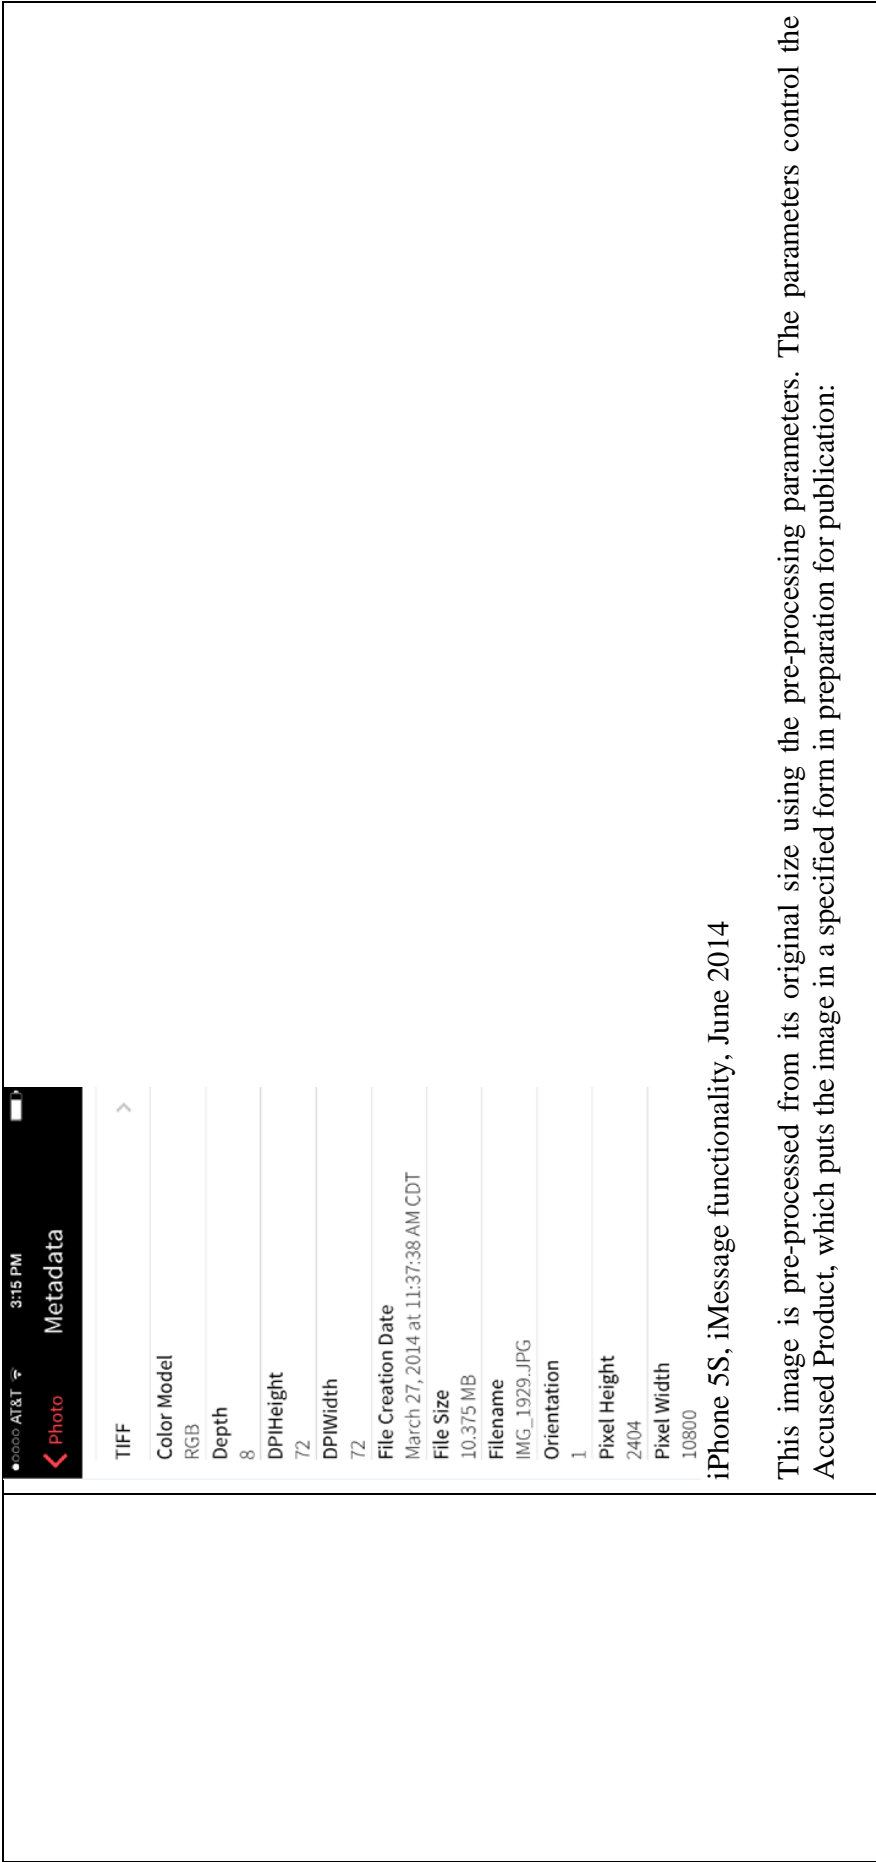 ●○○○○ AT&T 3:15 PM
Photo Metadata
TIFF
Color Model
RGB
Depth
8
DPIHeight
72
DPIWidth
72
File Creation Date
March 27, 2014 at 11:37:38 AM CDT
File Size
10.375 MB
Filename
IMG_1929.JPG
Orientation
1
Pixel Height
2404
Pixel Width
10800
iPhone 5S, iMessage functionality, June 2014
This image is pre-processed from its original size using the pre-processing parameters. The parameters control the
Accused Product, which puts the image in a specified form in preparation for publication: